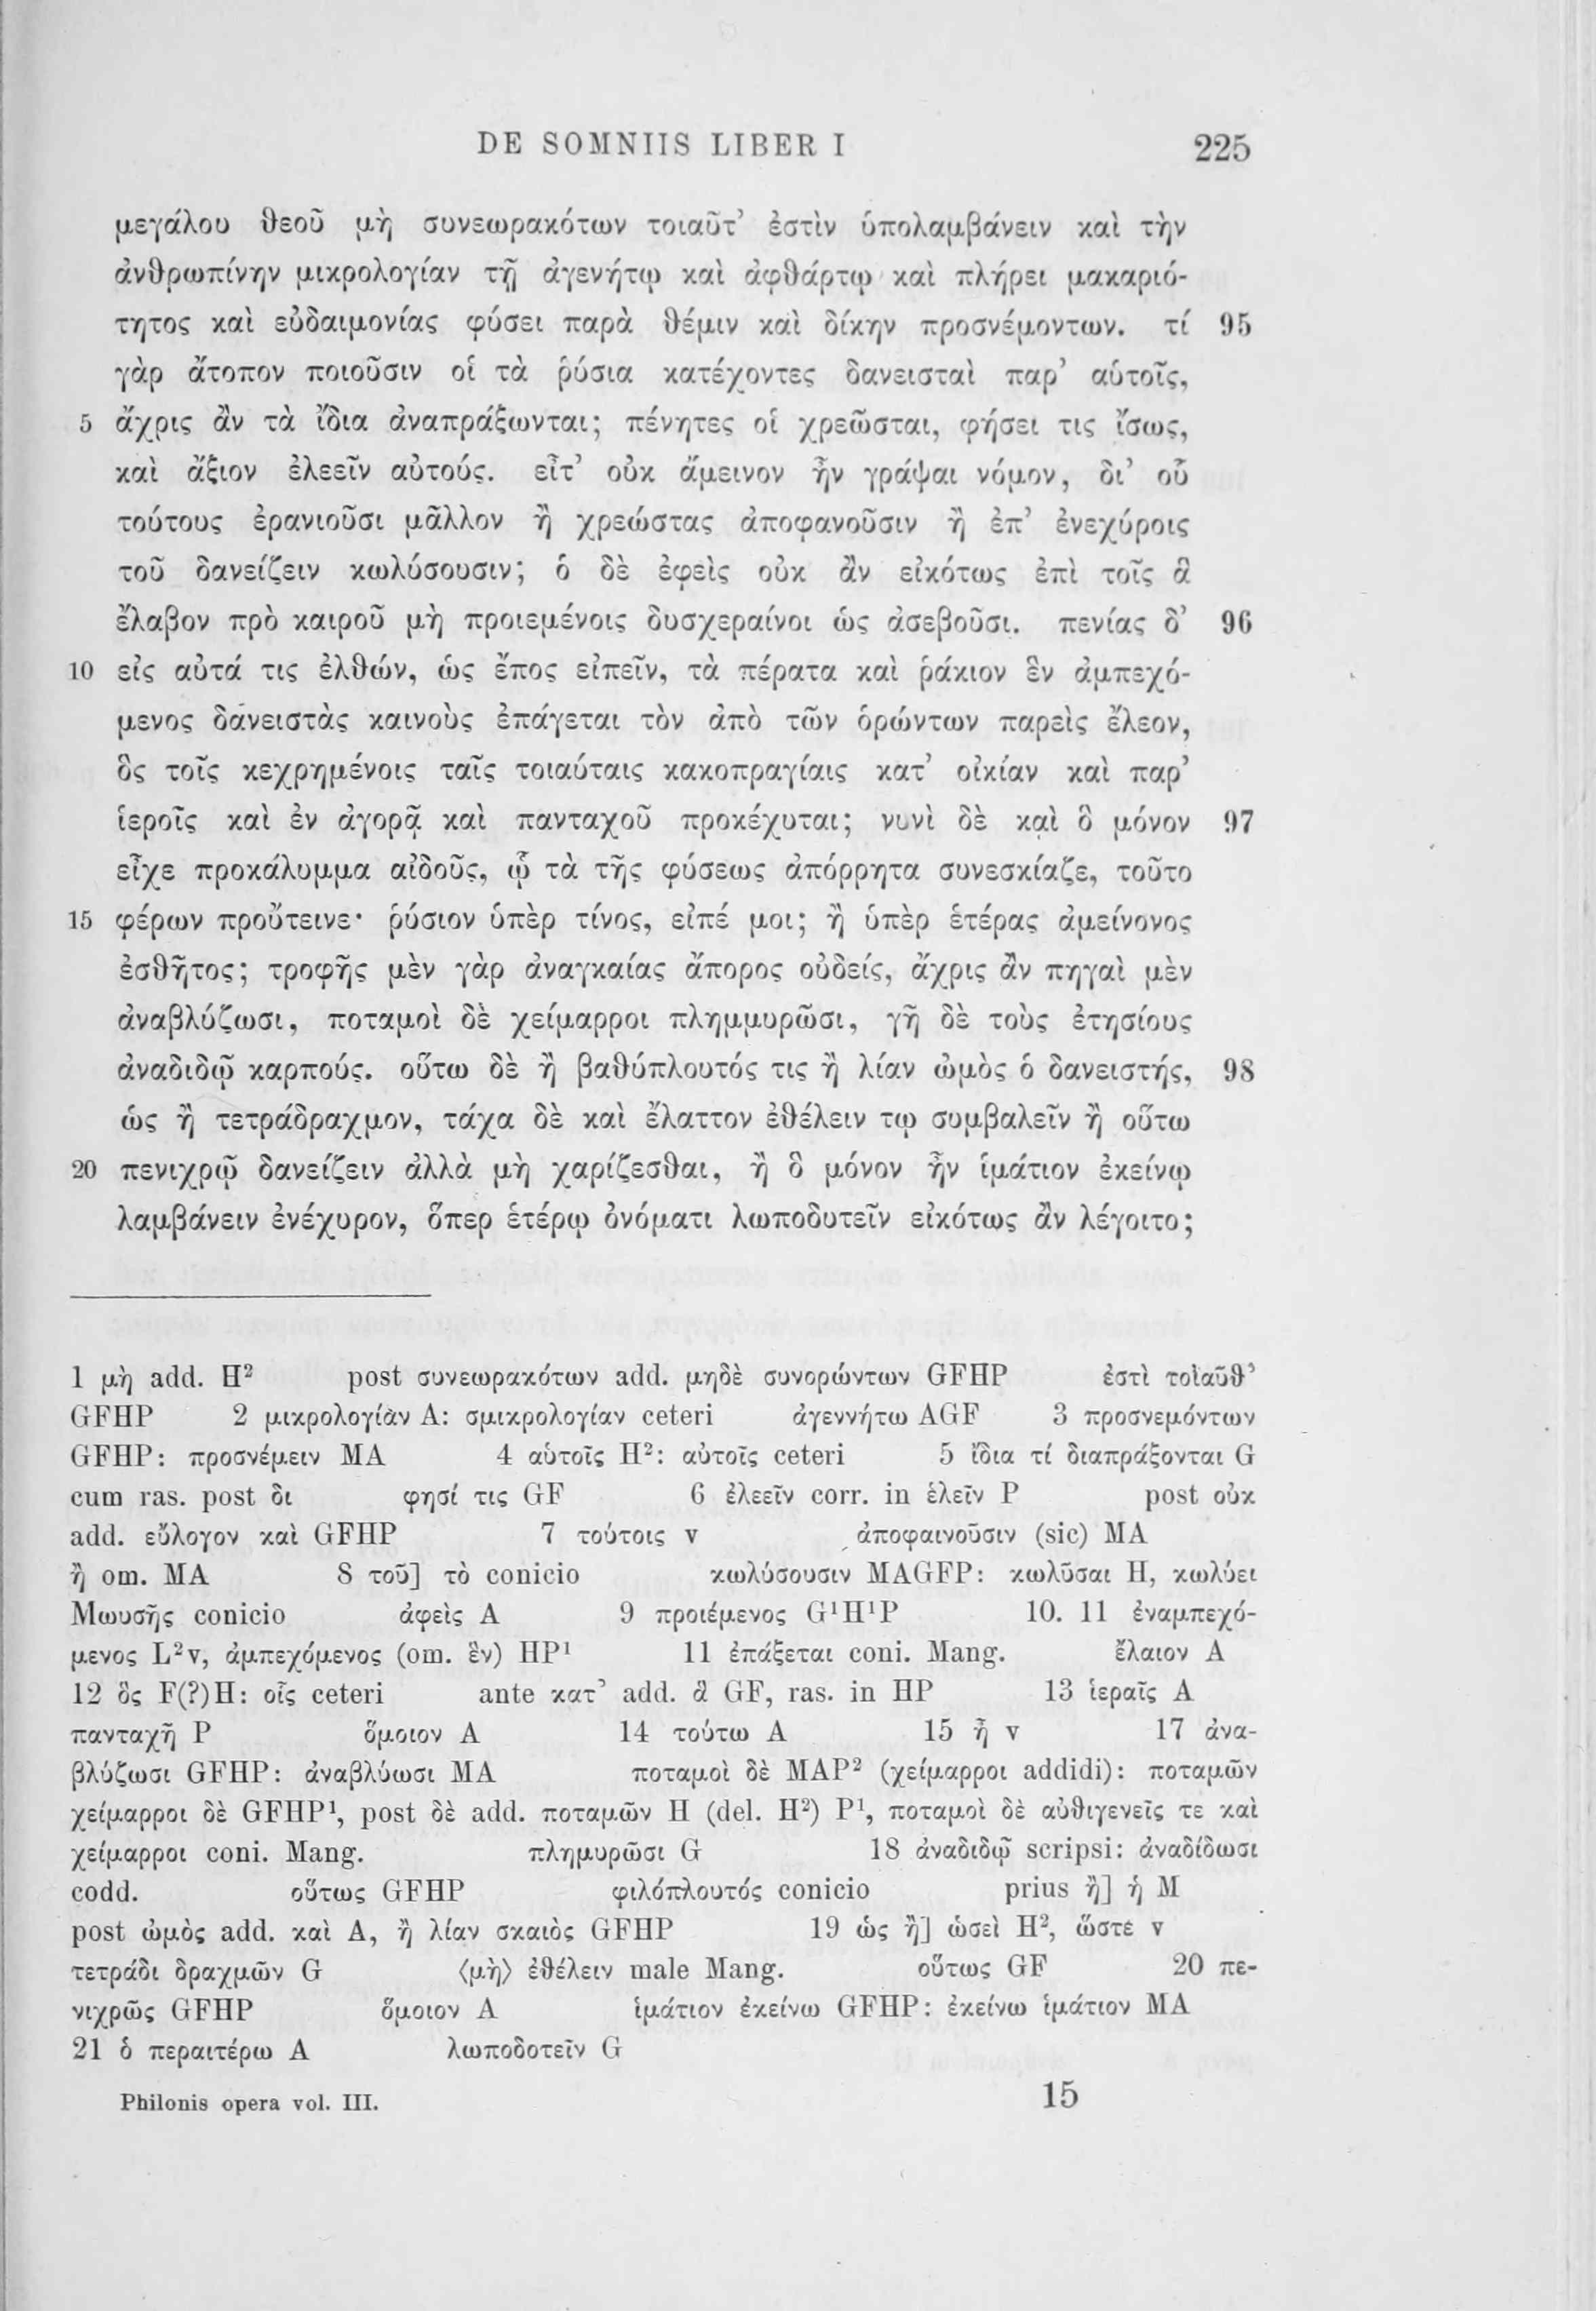 DE SOMNIIS LIBER I 225
μεγάλου θεοῦ μὴ συνεωρακότων τοιαῦτ’ ἐστὶν ὑπολαμβάνειν καὶ τὴν
ἀνθρωπίνην μικρολογίαν τῇ ἀγενήτῳ καὶ ἀφθάρτῳ καὶ πλήρει μακαριό-
τητος καὶ εὐδαιμονίας φύσει παρὰ θέμιν καὶ δίκην προσνέμοντων. τί 95
γὰρ ἄτοπον ποιοῦσιν οἱ τὰ ῥύσια κατέχοντες δανεισταὶ παρ’ αὑτοῖς,
5 ἄχρις ἂν τὰ ἴδια ἀναπράξωνται; πένητες οἱ χρεῶσται, φήσει τις ἴσως,
καὶ ἄξιον ἐλεεῖν αὐτούς. εἶτ’ οὐκ ἄμεινον ἦν γράψαι νόμον, δι’ οὗ
τούτους ἐρανιοῦσι μᾶλλον ἢ χρεώστας ἀποφανοῦσιν ἢ ἐπ’ ἐνεχύροις
τοῦ δανείζειν κωλύσουσιν; ὁ δὲ ἐφεὶς οὐκ ἂν εἰκότως ἐπὶ τοῖς ἃ
ἔλαβον πρὸ καιροῦ μὴ προιεμένοις δυσχεραίνοι ὡς ἀσεβοῦσι. πενίας δ’ 96
10 εἰς αὐτά τις ἐλθών, ὡς ἔπος εἰπεῖν, τὰ πέρατα καὶ ῥάκιον ἓν ἀμπεχό-
μενος δανειστὰς καινοὺς ἐπάγεται τὸν ἀπὸ τῶν ὁρώντων παρεὶς ἔλεον,
ὃς τοῖς κεχρημένοις ταῖς τοιαύταις κακοπραγίαις κατ’ οἰκίαν καὶ παρ’
ἱεροῖς καὶ ἐν ἀγορᾷ καὶ πανταχοῦ προκέχυται; νυνὶ δὲ καὶ ὃ μόνον 97
εἶχε προκάλυμμα αἰδοῦς, ᾧ τὰ τῆς φύσεως ἀπόρρητα συνεσκίαζε, τοῦτο
15 φέρων προὔτεινε· ῥύσιον ὑπὲρ τίνος, εἰπέ μοι; ἢ ὑπὲρ ἑτέρας ἀμείνονος
ἐσθῆτος; τροφῆς μὲν γὰρ ἀναγκαίας ἄπορος οὐδείς, ἄχρις ἂν πηγαὶ μὲν
ἀναβλύζωσι, ποταμοὶ δὲ χείμαρροι πλημμυρῶσι, γῆ δὲ τοὺς ἐτησίους
ἀναδιδῷ καρπούς. οὕτω δὲ ἢ βαθύπλουτός τις ἢ λίαν ὠμὸς ὁ δανειστής, 98
ὡς ἢ τετράδραχμον, τάχα δὲ καὶ ἔλαττον ἐθέλειν τῳ συμβαλεῖν ἢ οὕτω
20 πενιχρῷ δανείζειν ἀλλὰ μὴ χαρίζεσθαι, ἢ ὃ μόνον ἦν ἱμάτιον ἐκείνῳ
λαμβάνειν ἐνέχυρον, ὅπερ ἑτέρῳ ὀνόματι λωποδυτεῖν εἰκότως ἂν λέγοιτο;
1 μὴ add. H² post συνεωρακότων add. μηδὲ συνορώντων GFHP ἐστὶ τοιαῦθ’
GFHP 2 μικρολογίαν A: σμικρολογίαν ceteri ἀγεννήτω AGF 3 προσνεμόντων
GFHP: προσνέμειν MA 4 αὑτοῖς H²: αὐτοῖς ceteri 5 ἴδια τί διαπράξονται G
cum ras. post δι φησί τις GF 6 ἐλεεῖν corr. in ἑλεῖν P post οὐκ
add. εὔλογον καὶ GFHP 7 τούτοις v ἀποφαινοῦσιν (sic) MA
ἢ om. MA 8 τοῦ] τὸ conicio κωλύσουσιν MAGFP: κωλῦσαι H, κωλύει
Μωυσῆς conicio ἀφεὶς A 9 προιέμενος G¹H¹P 10. 11 ἐναμπεχό-
μενος L²v, ἀμπεχόμενος (om. ἓν) HP¹ 11 ἐπάξεται coni. Mang. ἔλαιον A
12 ὃς F(?)H: οἷς ceteri ante κατ’ add. ἃ GF, ras. in HP 13 ἱεραῖς A
πανταχῆ P ὅμοιον A 14 τούτω A 15 ἦ v 17 ἀνα-
βλύζωσι GFHP: ἀναβλύωσι MA ποταμοὶ δὲ MAP² (χείμαρροι addidi): ποταμῶν
χείμαρροι δὲ GFHP¹, post δὲ add. ποταμῶν H (del. H²) P¹, ποταμοὶ δὲ αὐθιγενεῖς τε καὶ
χείμαρροι coni. Mang. πλημυρῶσι G 18 ἀναδιδῷ scripsi: ἀναδίδωσι
codd. οὕτως GFHP φιλόπλουτός conicio prius ἢ] ἡ M
post ὠμὸς add. καὶ A, ἢ λίαν σκαιὸς GFHP 19 ὡς ἢ] ὡσεὶ H², ὥστε v
τετράδι δραχμῶν G ⟨μὴ⟩ ἐθέλειν male Mang. οὕτως GF 20 πε-
νιχρῶς GFHP ὅμοιον A ἱμάτιον ἐκείνω GFHP: ἐκείνω ἱμάτιον MA
21 ὁ περαιτέρω A λωποδοτεῖν G
Philonis opera vol. III. 15